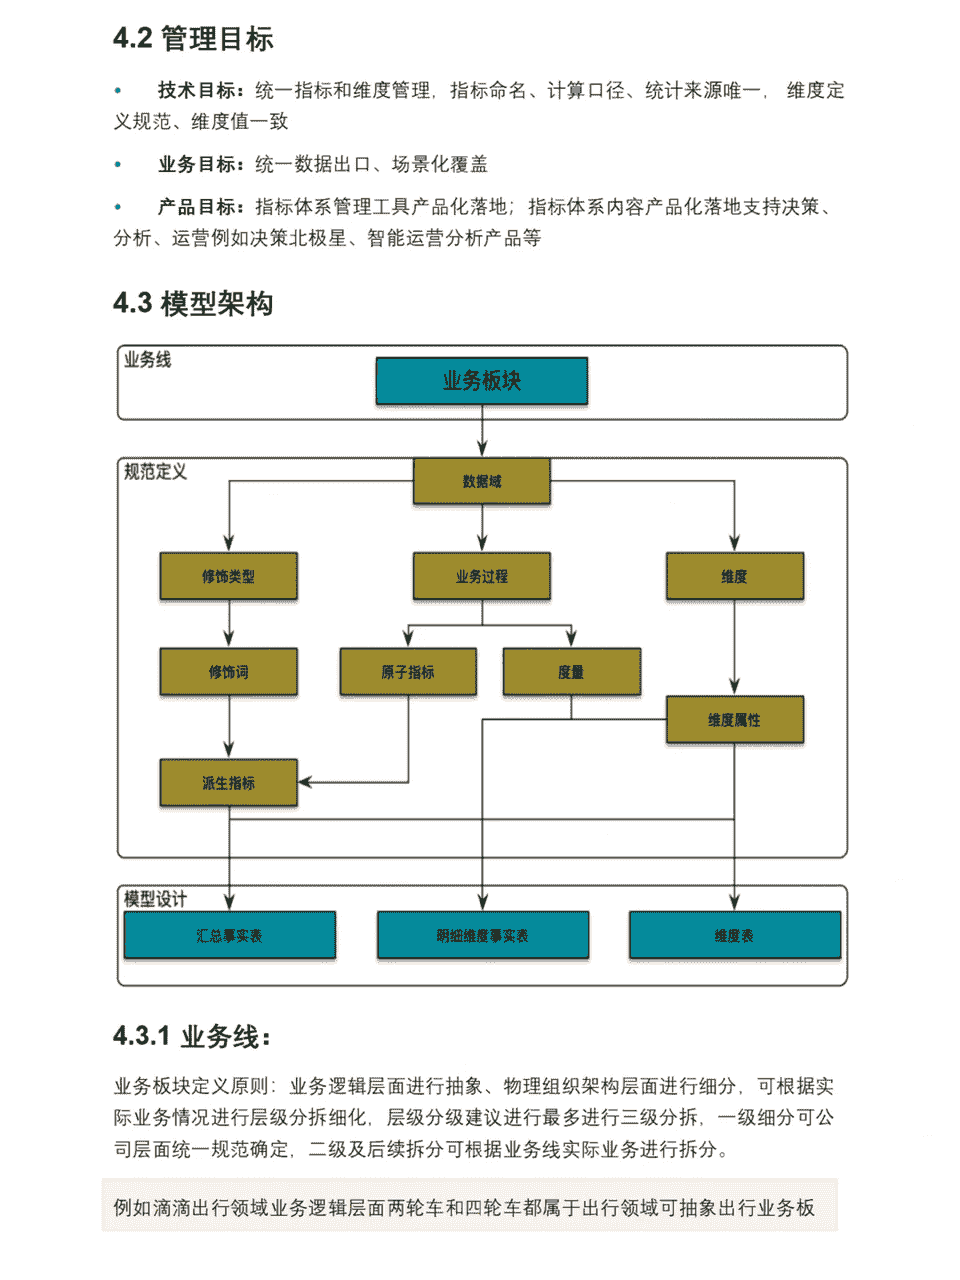 4.2 管理目标
• 技术目标：统一指标和维度管理，指标命名、计算口径、统计来源唯一， 维度定
义规范、维度值一致
• 业务目标：统一数据出口、场景化覆盖
• 产品目标：指标体系管理工具产品化落地；指标体系内容产品化落地支持决策、
分析、运营例如决策北极星、智能运营分析产品等
4.3 模型架构
业务线
业务板块
规范定义
数据域
修饰类型
业务过程
维度
修饰词
原子指标
度量
维度属性
派生指标
模型设计
汇总事实表
明细维度事实表
维度表
4.3.1 业务线：
业务板块定义原则：业务逻辑层面进行抽象、物理组织架构层面进行细分，可根据实
际业务情况进行层级分拆细化，层级分级建议进行最多进行三级分拆，一级细分可公
司层面统一规范确定，二级及后续拆分可根据业务线实际业务进行拆分。
例如滴滴出行领域业务逻辑层面两轮车和四轮车都属于出行领域可抽象出行业务板